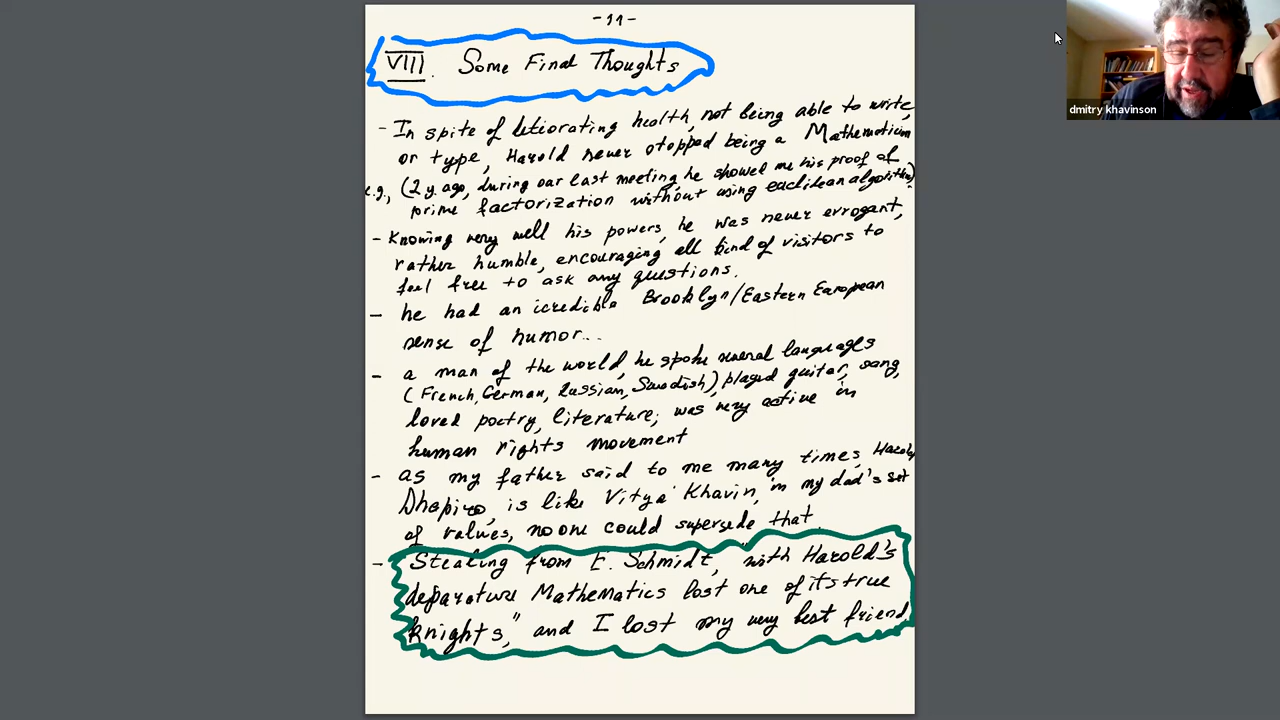 -11-
VIII. Some Final Thoughts
- In spite of detiorating health, not being able to write,
or type, Harold never stopped being a Mathematician
e.g., (2 y. ago, during our last meeting, he showed me his proof of
prime factorization without using euclidean algorithm)
- Knowing very well his powers, he was never errogant,
rather humble, encouraging all kind of visitors to
feel free to ask any questions.
- he had an icredible Brooklyn/Eastern European
sense of humor...
- a man of the world, he spoke several languages
(French, German, Russian, Swedish) played guitar, sang,
loved poetry, literature; was very active in
human rights movement
- as my father said to me many times, Harold
Shapiro, is like Vitya Khavin, in my dad's set
of values, no one could supersede that.
- Stealing from E. Schmidt, "with Harold's
departure Mathematics lost one of its true
knights," and I lost my very best friend
dmitry khavinson